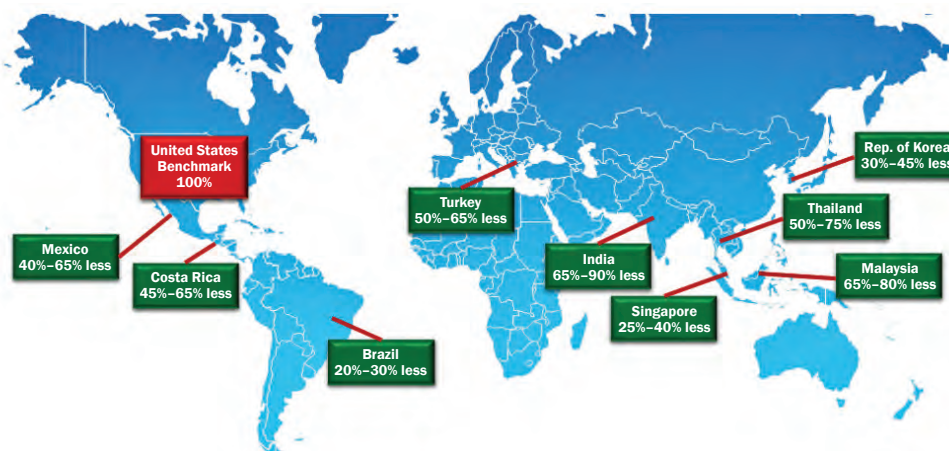 United States
Benchmark
100%
Rep. of Korea
30%–45% less
Turkey
50%–65% less
Thailand
50%–75% less
Mexico
40%–65% less
Costa Rica
45%–65% less
India
65%–90% less
Malaysia
65%–80% less
Singapore
25%–40% less
Brazil
20%–30% less